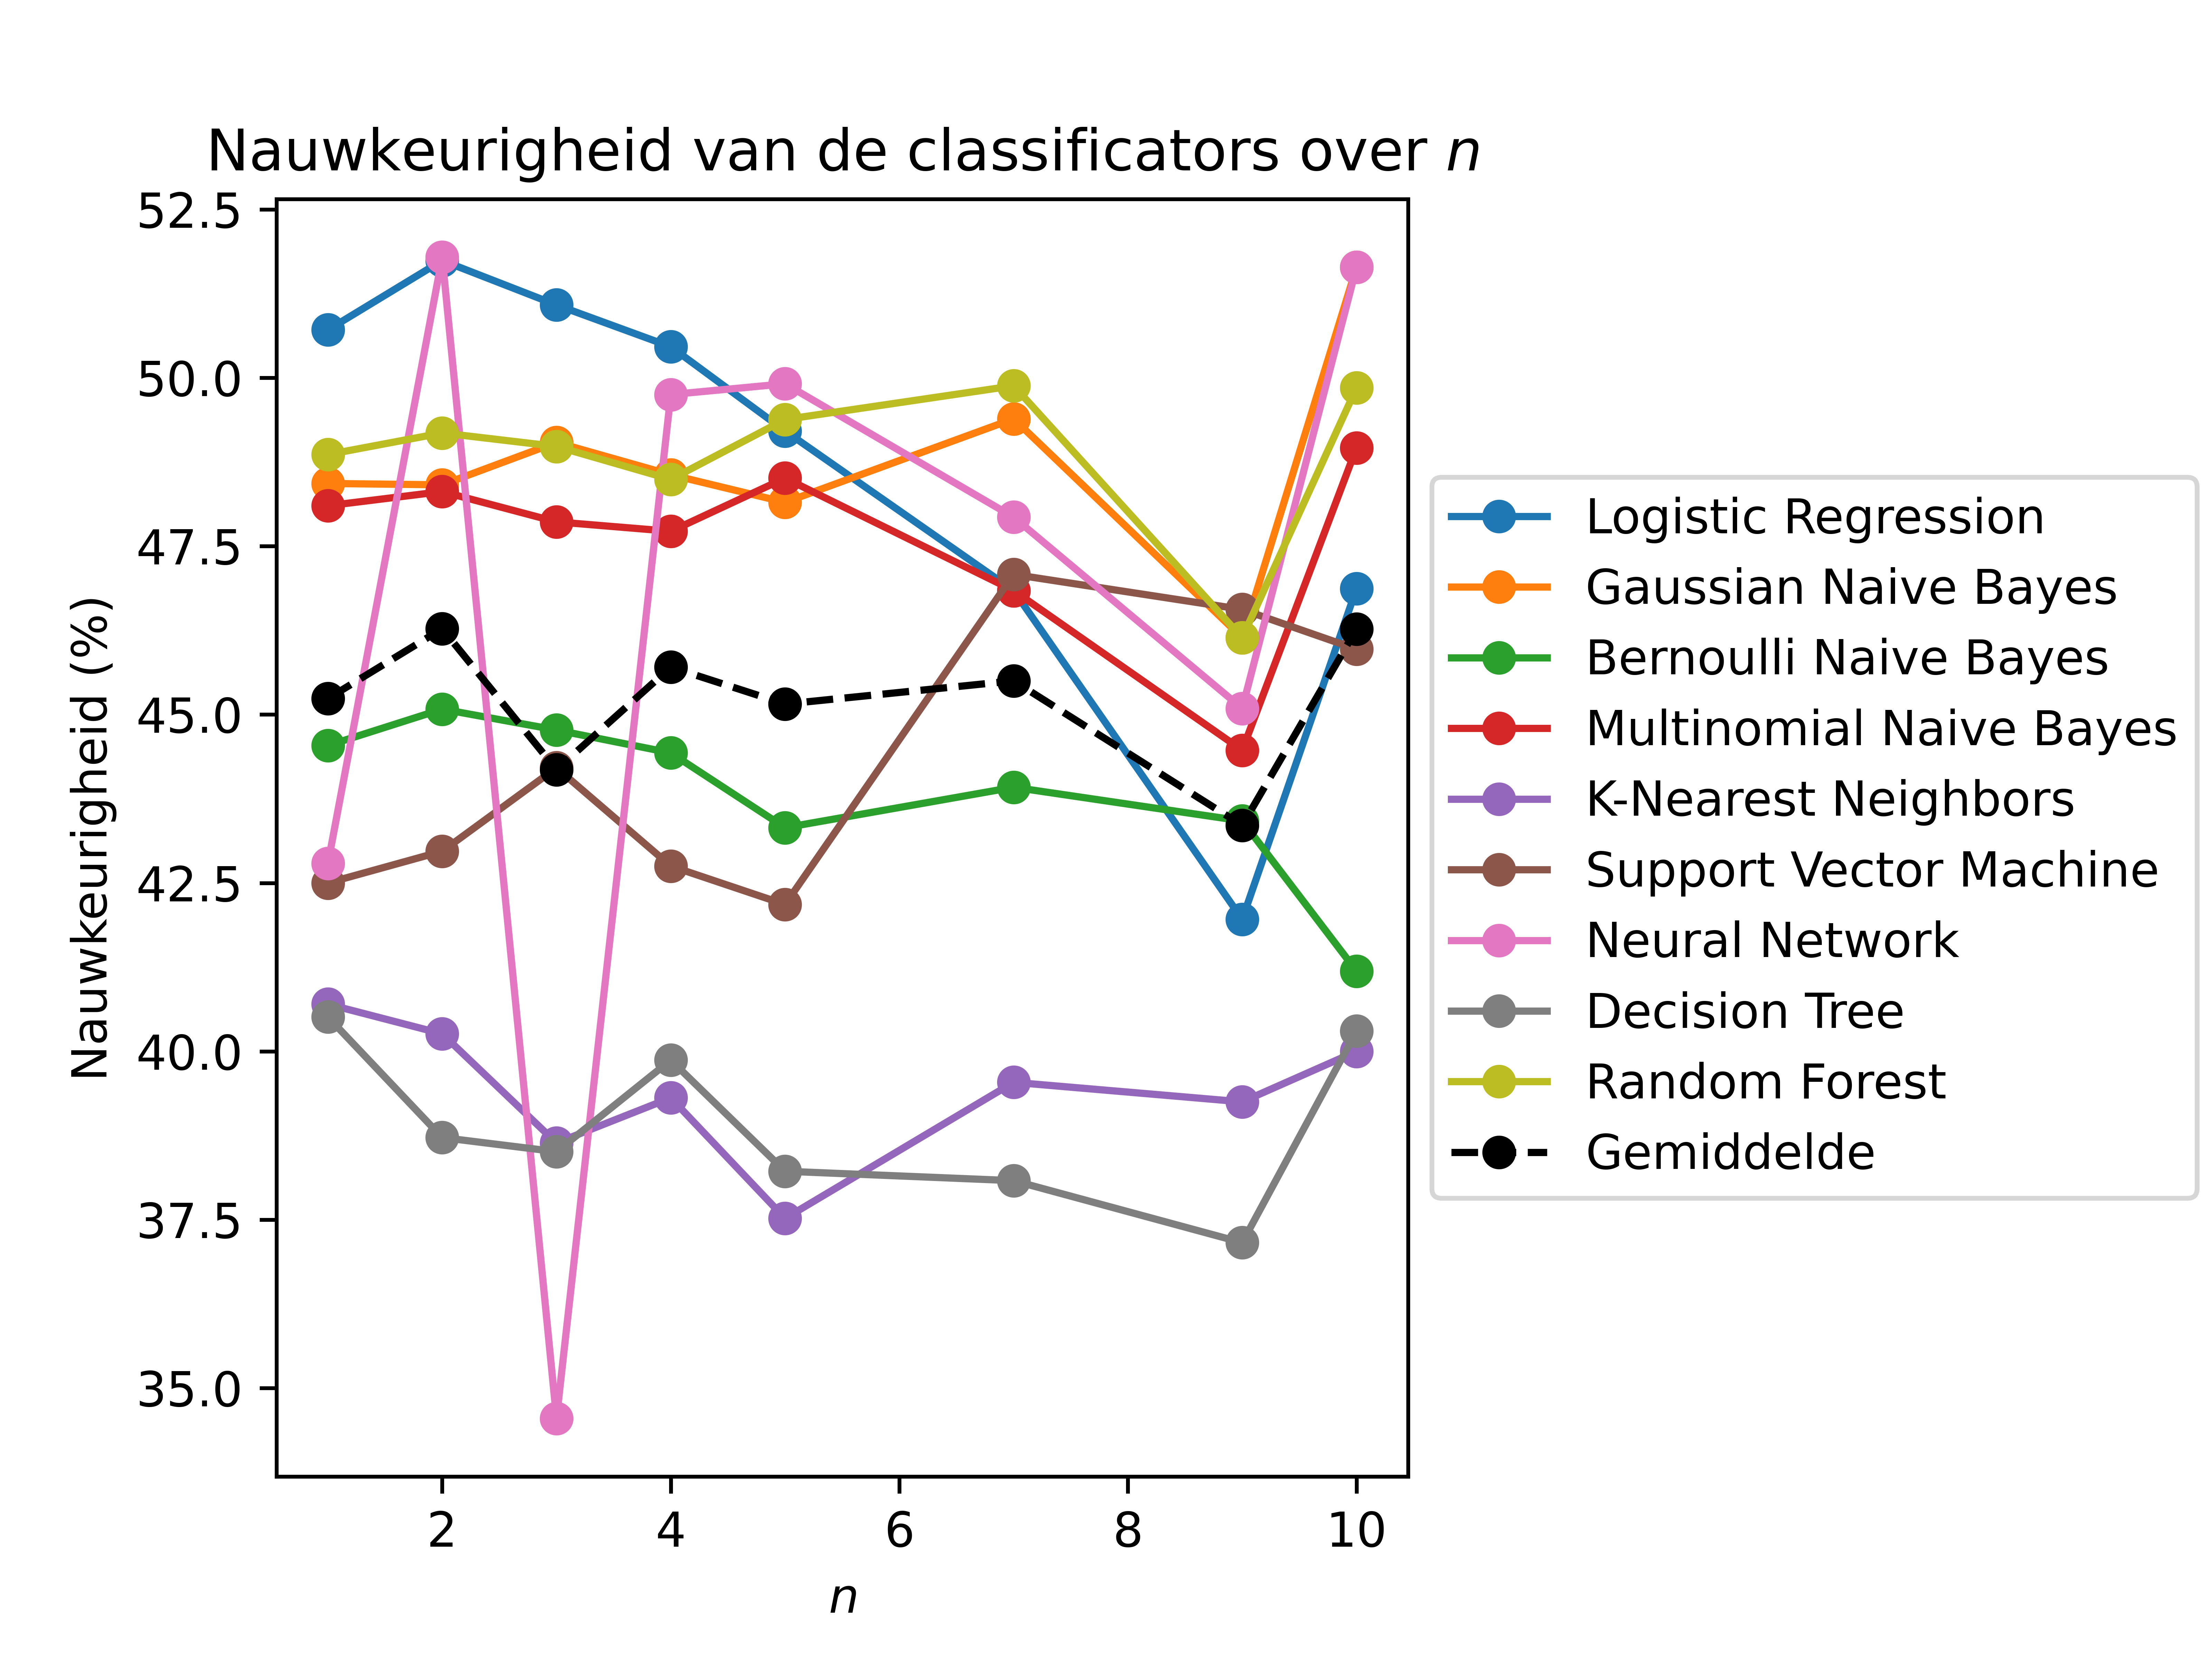 Nauwkeurigheid van de classificators over n
Nauwkeurigheid (%)
52.5
50.0
47.5
45.0
42.5
40.0
37.5
35.0
2 4 6 8 10
n
Logistic Regression
Gaussian Naive Bayes
Bernoulli Naive Bayes
Multinomial Naive Bayes
K-Nearest Neighbors
Support Vector Machine
Neural Network
Decision Tree
Random Forest
Gemiddelde